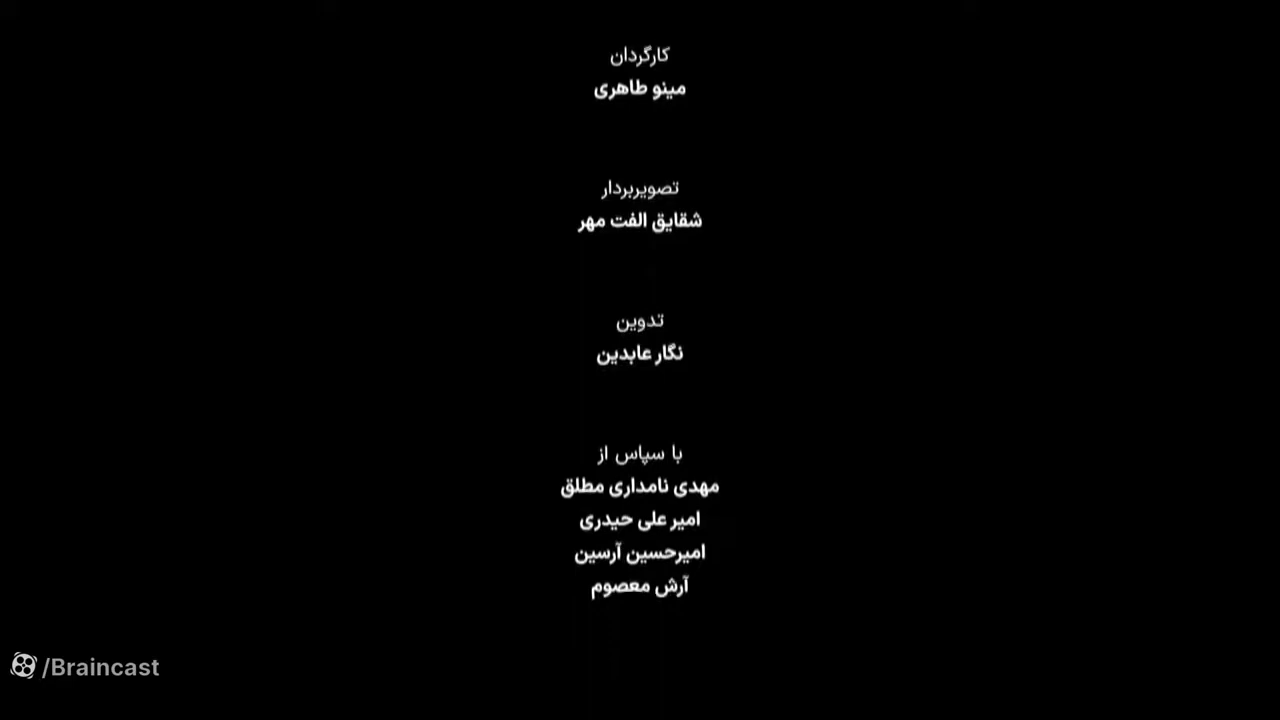 کارگردان
مینو طاهری
تصویربردار
شقایق الفت مهر
تدوین
نگار عابدین
با سپاس از
مهدی نامداری مطلق
امیر علی حیدری
امیرحسین آرسین
آرش معصوم
/Braincast